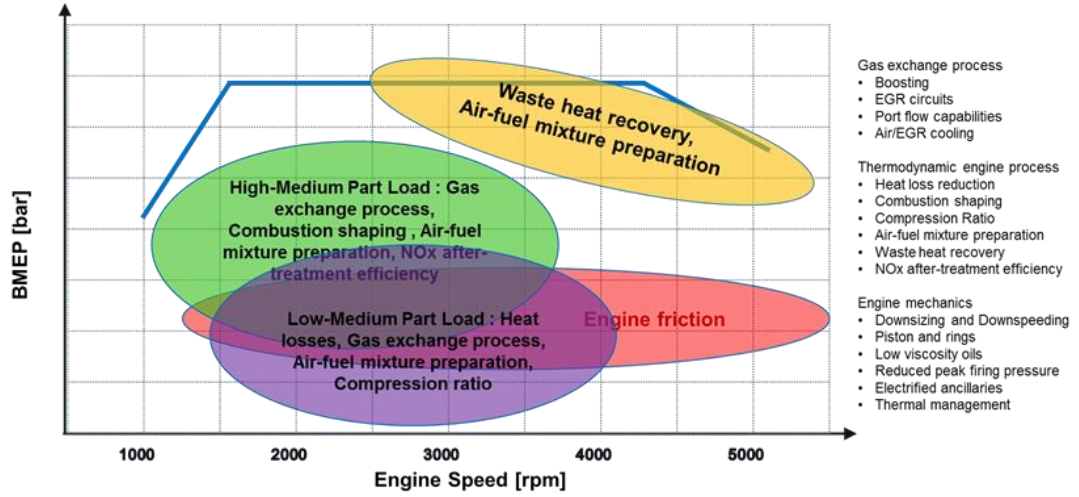 BMEP [bar]
Waste heat recovery,
Air-fuel mixture preparation
High-Medium Part Load : Gas
exchange process,
Combustion shaping , Air-fuel
mixture preparation, NOx after-
treatment efficiency
Engine friction
Low-Medium Part Load : Heat
losses, Gas exchange process,
Air-fuel mixture preparation,
Compression ratio
1000 2000 3000 4000 5000
Engine Speed [rpm]
Gas exchange process
• Boosting
• EGR circuits
• Port flow capabilities
• Air/EGR cooling
Thermodynamic engine process
• Heat loss reduction
• Combustion shaping
• Compression Ratio
• Air-fuel mixture preparation
• Waste heat recovery
• NOx after-treatment efficiency
Engine mechanics
• Downsizing and Downspeeding
• Piston and rings
• Low viscosity oils
• Reduced peak firing pressure
• Electrified ancillaries
• Thermal management